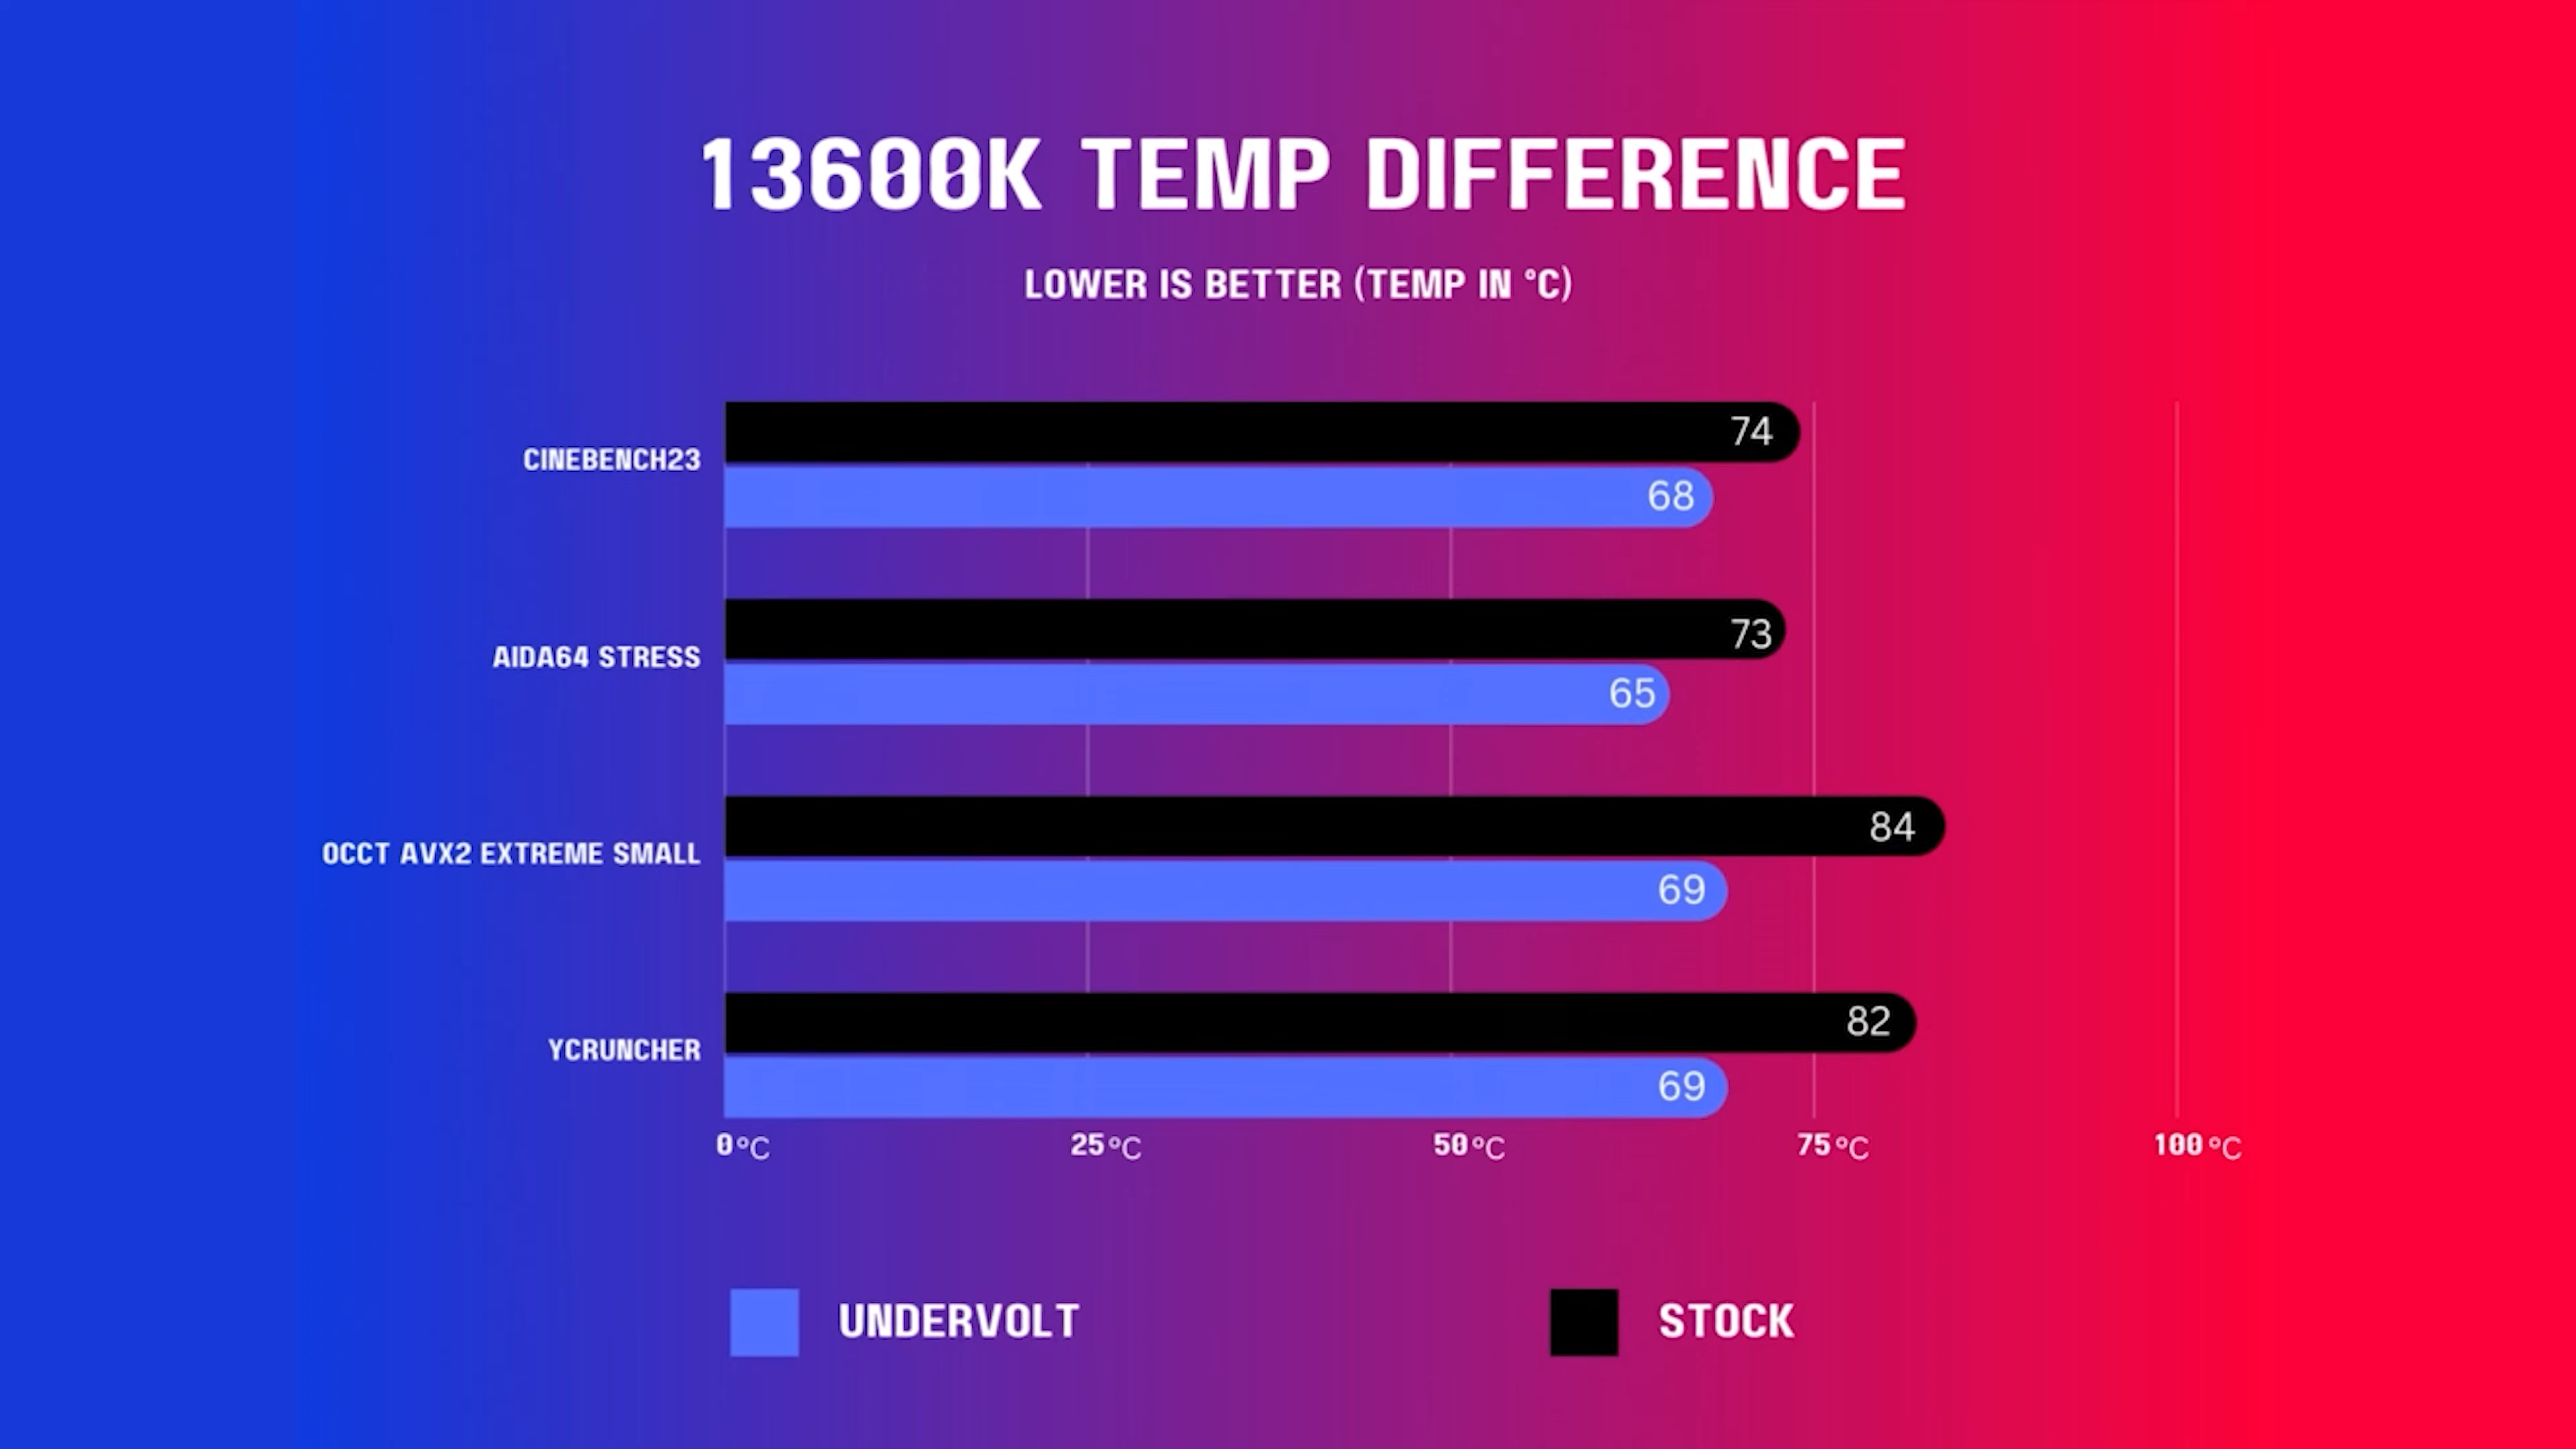 13600K TEMP DIFFERENCE
LOWER IS BETTER (TEMP IN °C)
74
CINEBENCH23
68
73
AIDA64 STRESS
65
84
OCCT AVX2 EXTREME SMALL
69
82
YCRUNCHER
69
0°C 25°C 50°C 75°C 100°C
UNDERVOLT STOCK